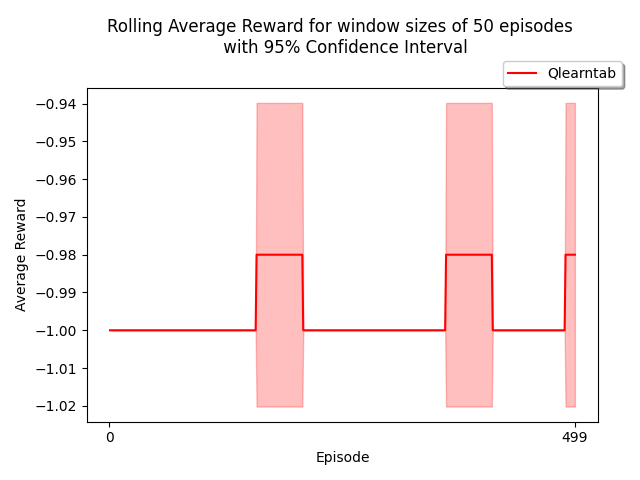 Rolling Average Reward for window sizes of 50 episodes
with 95% Confidence Interval
Qlearntab
−0.94
−0.95
−0.96
−0.97
−0.98
−0.99
−1.00
−1.01
−1.02
Average Reward
0
499
Episode